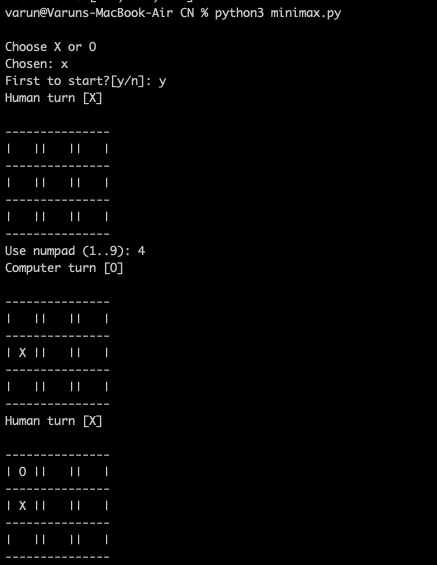 varun@Varuns-MacBook-Air CN % python3 minimax.py
Choose X or O
Chosen: x
First to start?[y/n]: y
Human turn [X]
---------------
|   ||   ||   |
---------------
|   ||   ||   |
---------------
|   ||   ||   |
---------------
Use numpad (1..9): 4
Computer turn [O]
---------------
|   ||   ||   |
---------------
| X ||   ||   |
---------------
|   ||   ||   |
---------------
Human turn [X]
---------------
| O ||   ||   |
---------------
| X ||   ||   |
---------------
|   ||   ||   |
---------------